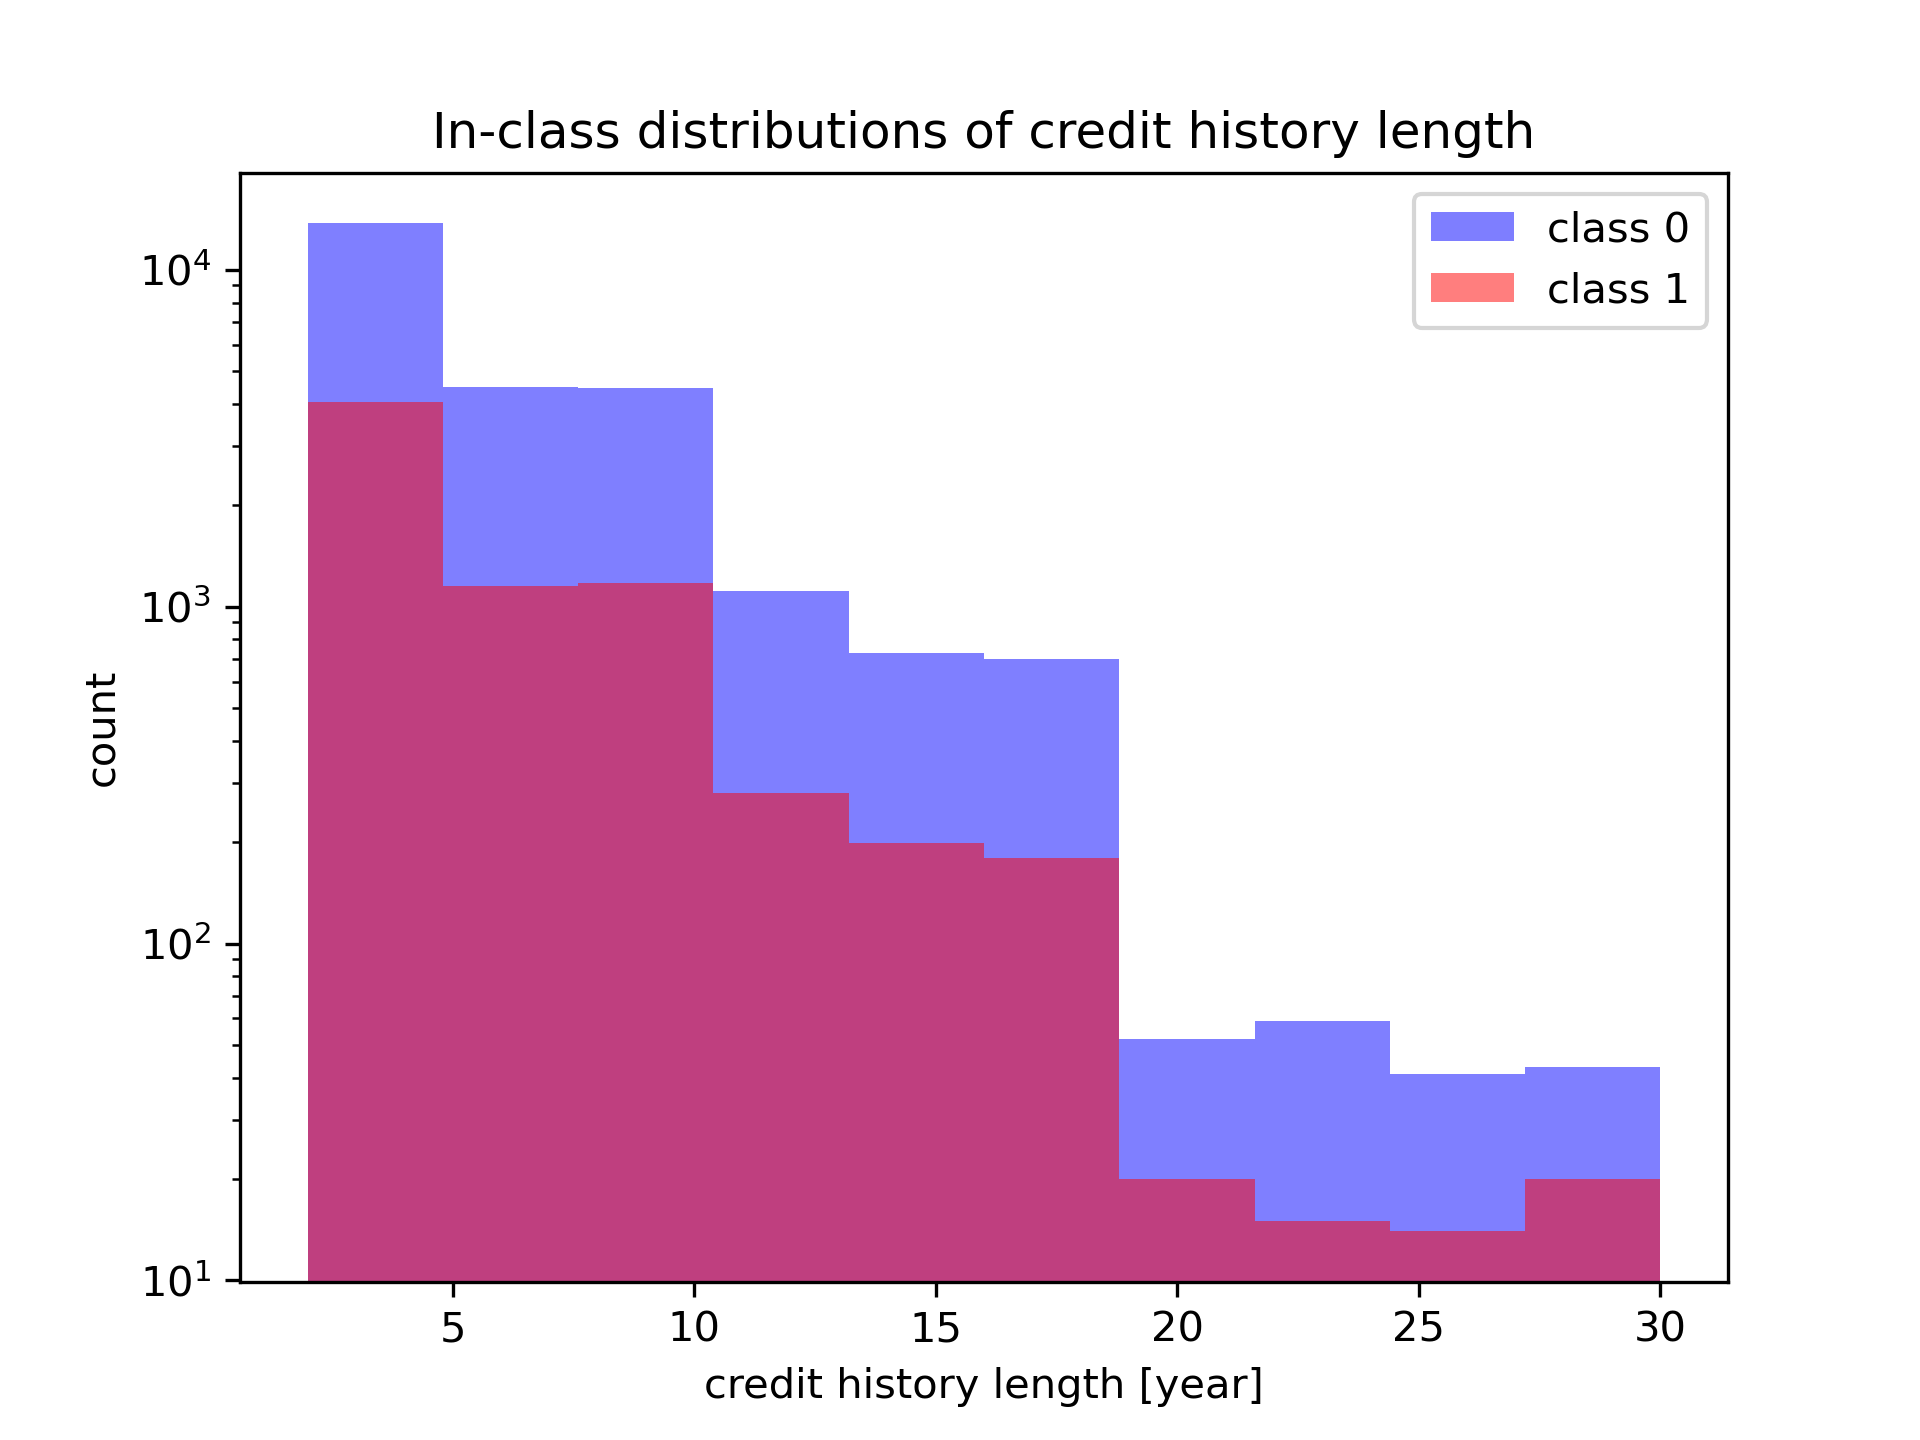 In-class distributions of credit history length
class 0
class 1
10⁴
10³
10²
10¹
count
5 10 15 20 25 30
credit history length [year]